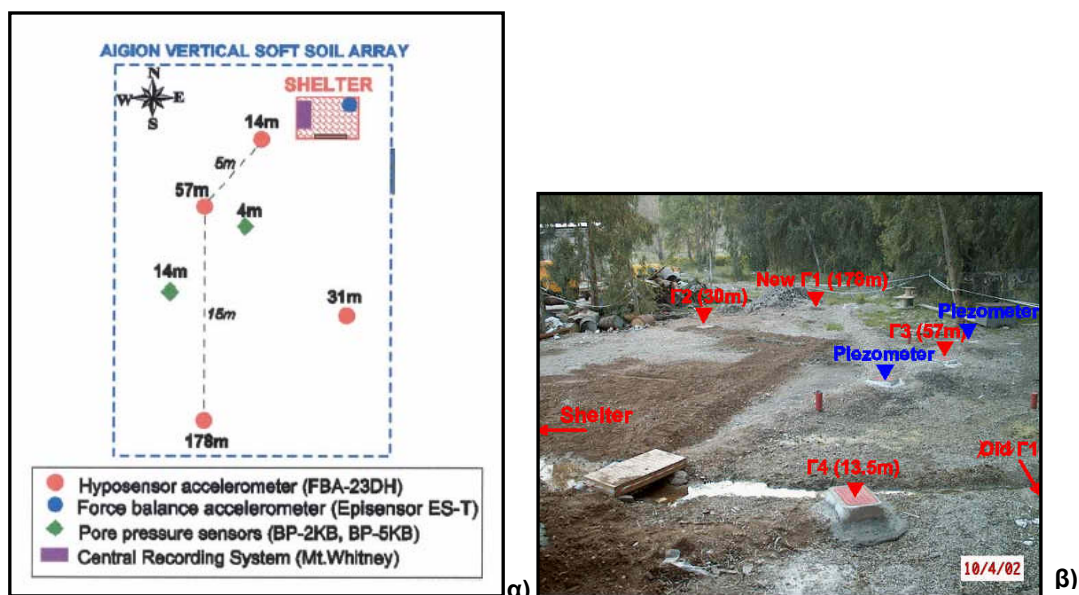 AIGION VERTICAL SOFT SOIL ARRAY
N
W E
S
SHELTER
14m
5m
57m
4m
14m
15m
31m
178m
Hyposensor accelerometer (FBA-23DH)
Force balance accelerometer (Episensor ES-T)
Pore pressure sensors (BP-2KB, BP-5KB)
Central Recording System (Mt.Whitney)
α)
New Γ1 (178m)
Γ2 (30m)
Piezometer
Γ3 (57m)
Piezometer
Shelter
Old Γ1
Γ4 (13,5m)
10/4/02
β)